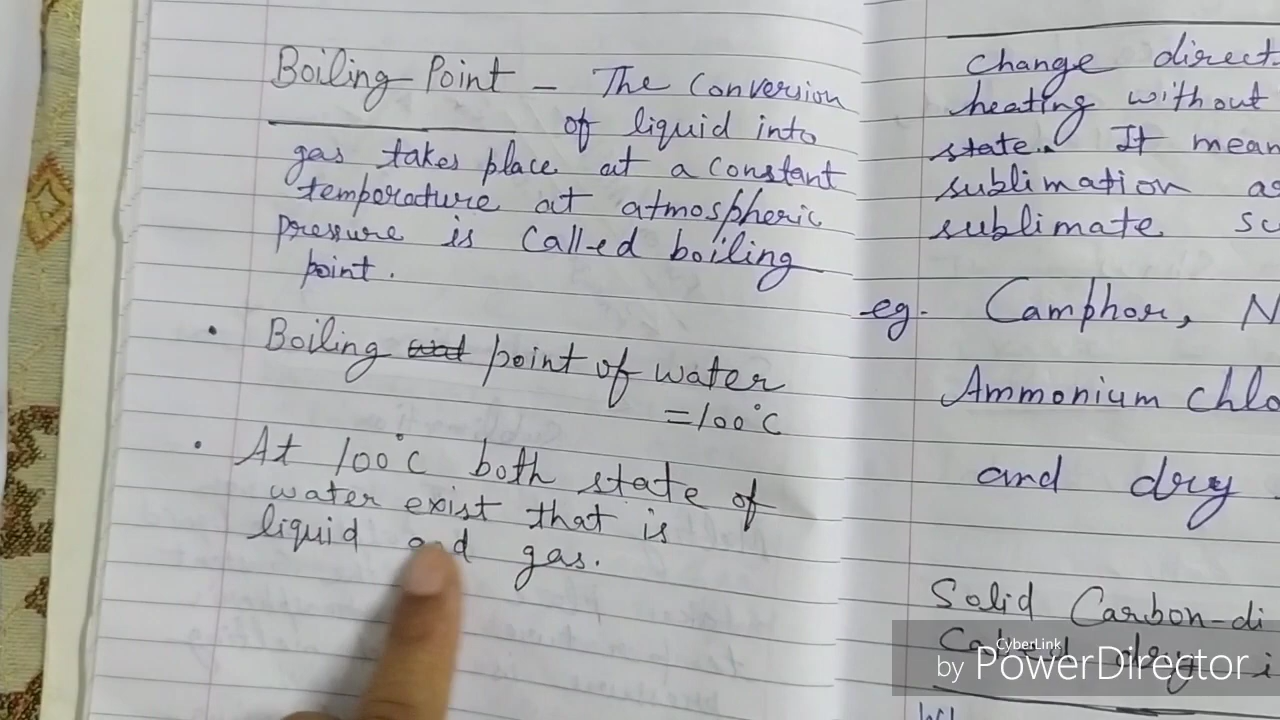 Boiling Point - The Conversion
of liquid into
gas takes place at a constant
temperature at atmospheric
pressure is called boiling
point.
• Boiling point of water
= 100°C
• At 100°C both state of
water exist that is
liquid and gas.
change direct
heating without
state. It mean
sublimation as
sublimate
eg. Camphor, N
Ammonium chlo
and dry
Solid Carbon-di
CyberLink
by PowerDirector